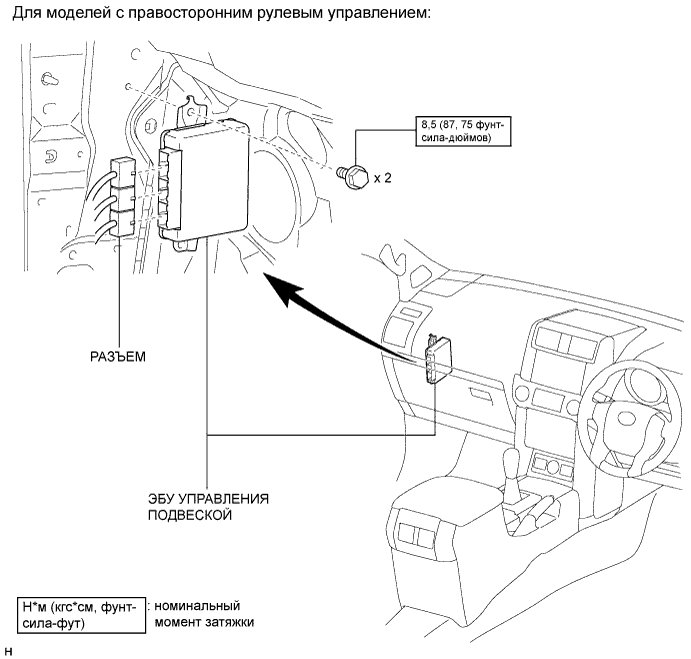 Для моделей с правосторонним рулевым управлением:
8,5 (87, 75 фунт-
сила-дюймов)
x 2
РАЗЪЕМ
ЭБУ УПРАВЛЕНИЯ
ПОДВЕСКОЙ
Н*м (кгс*см, фунт-
сила-фут)
: номинальный
момент затяжки
Н